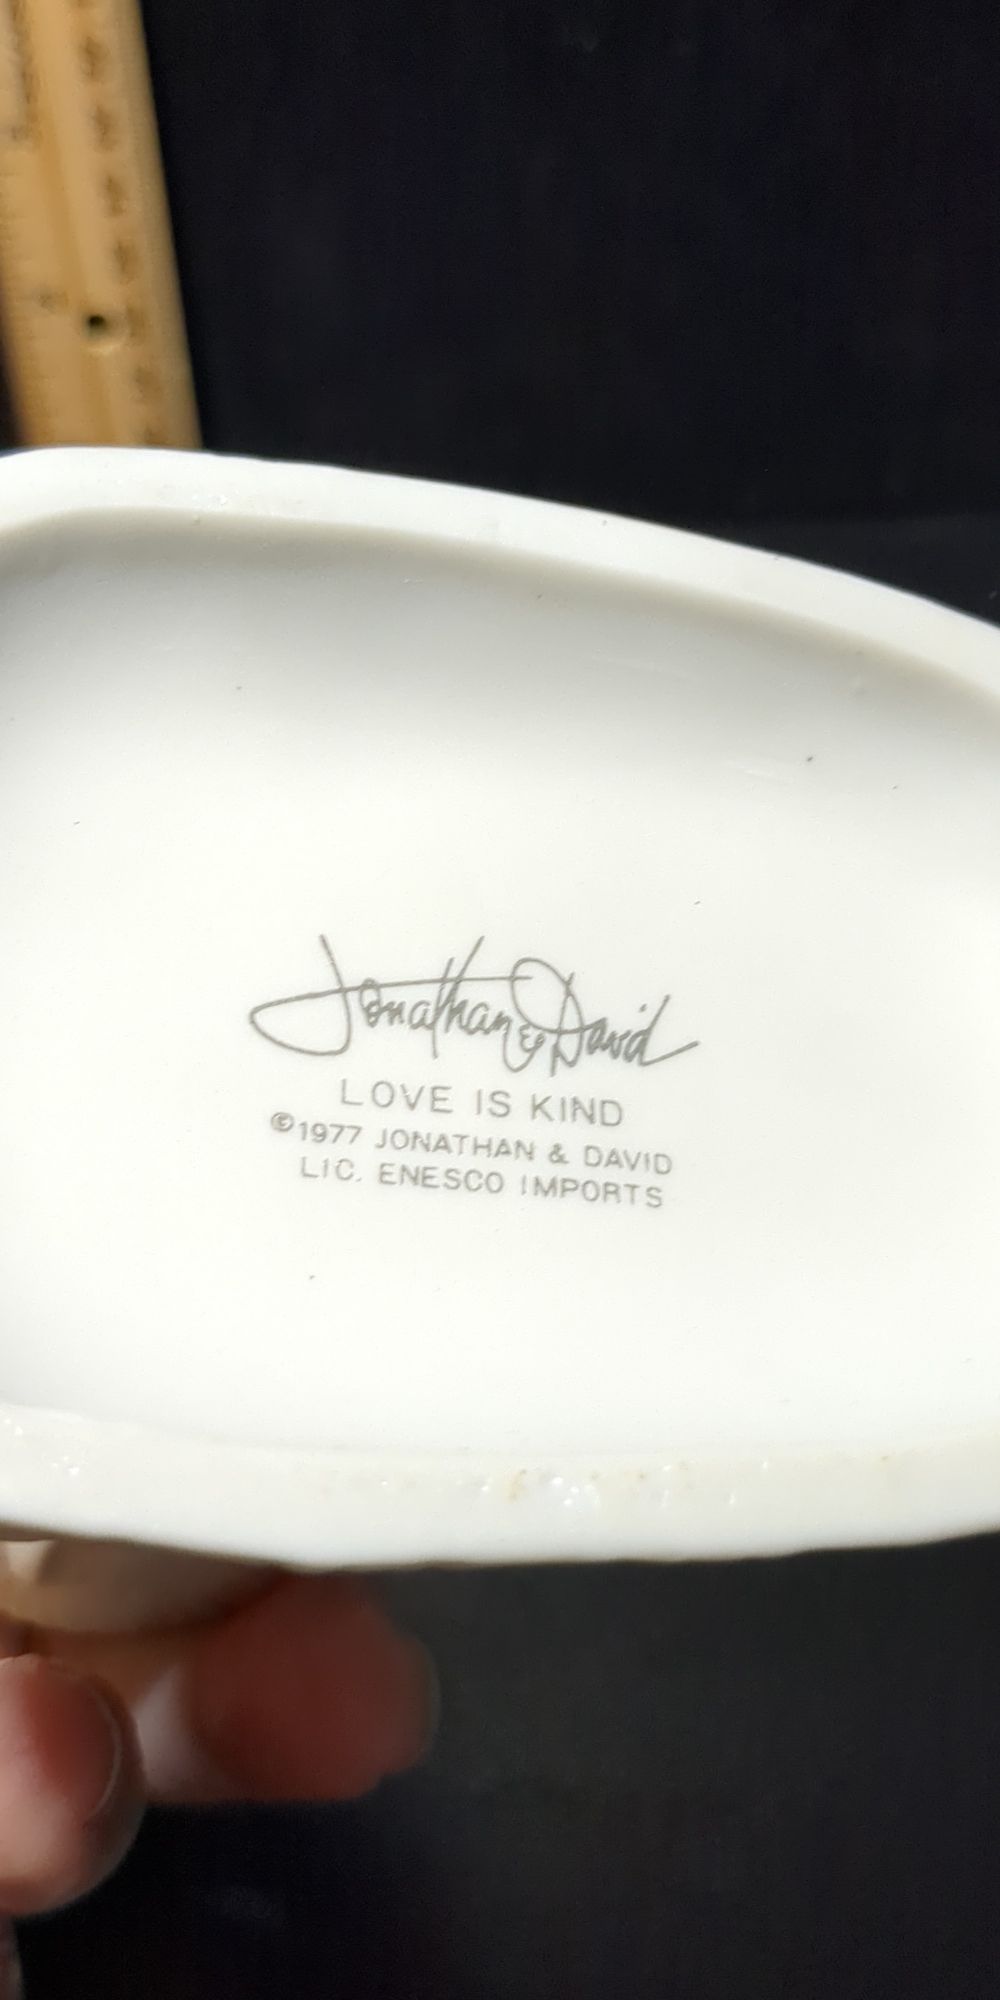 Jonathan & David
LOVE IS KIND
©1977 JONATHAN & DAVID
LIC. ENESCO IMPORTS